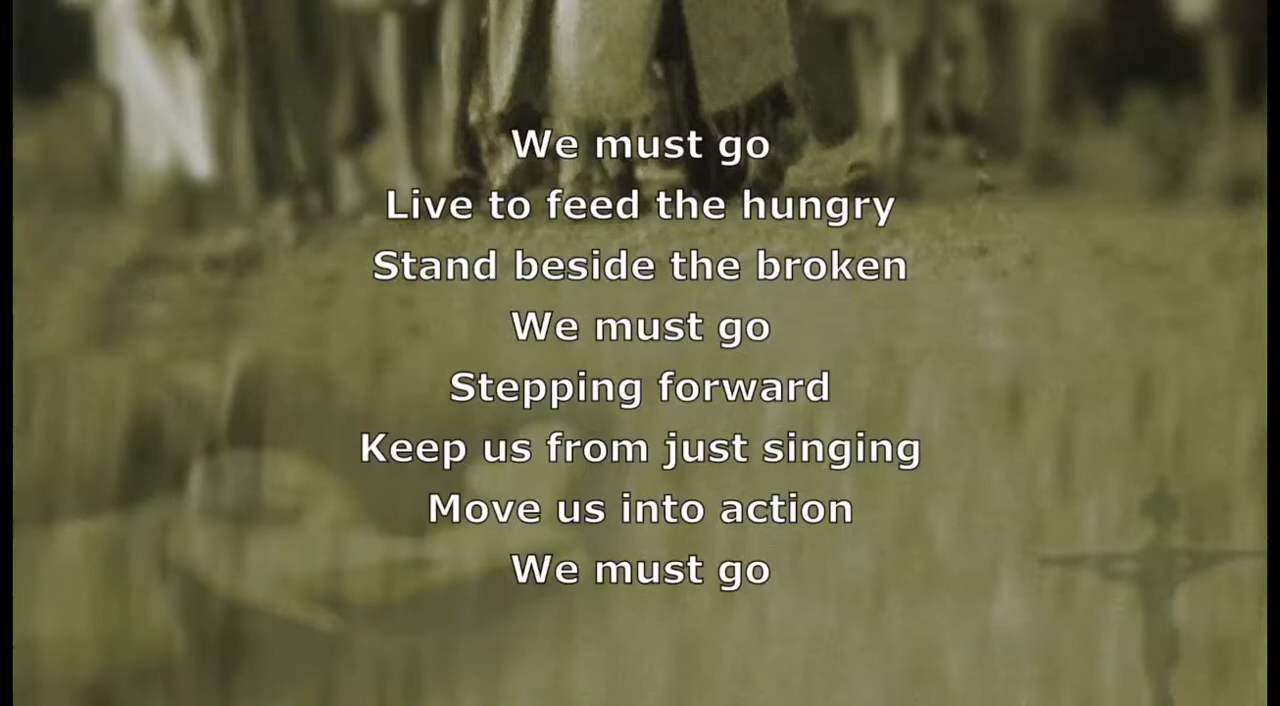 We must go
Live to feed the hungry
Stand beside the broken
We must go
Stepping forward
Keep us from just singing
Move us into action
We must go